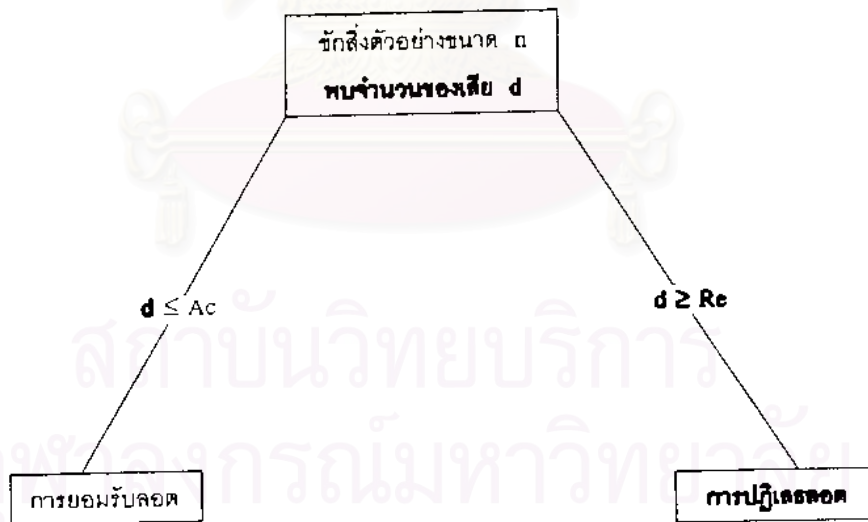 ชักสิ่งตัวอย่างขนาด n
พบจำนวนของเสีย d
d ≤ Ac
d ≥ Re
สถาบันวิทยบริการ
จุฬาลงกรณ์มหาวิทยาลัย
การยอมรับลอต
การปฏิเสธลอต